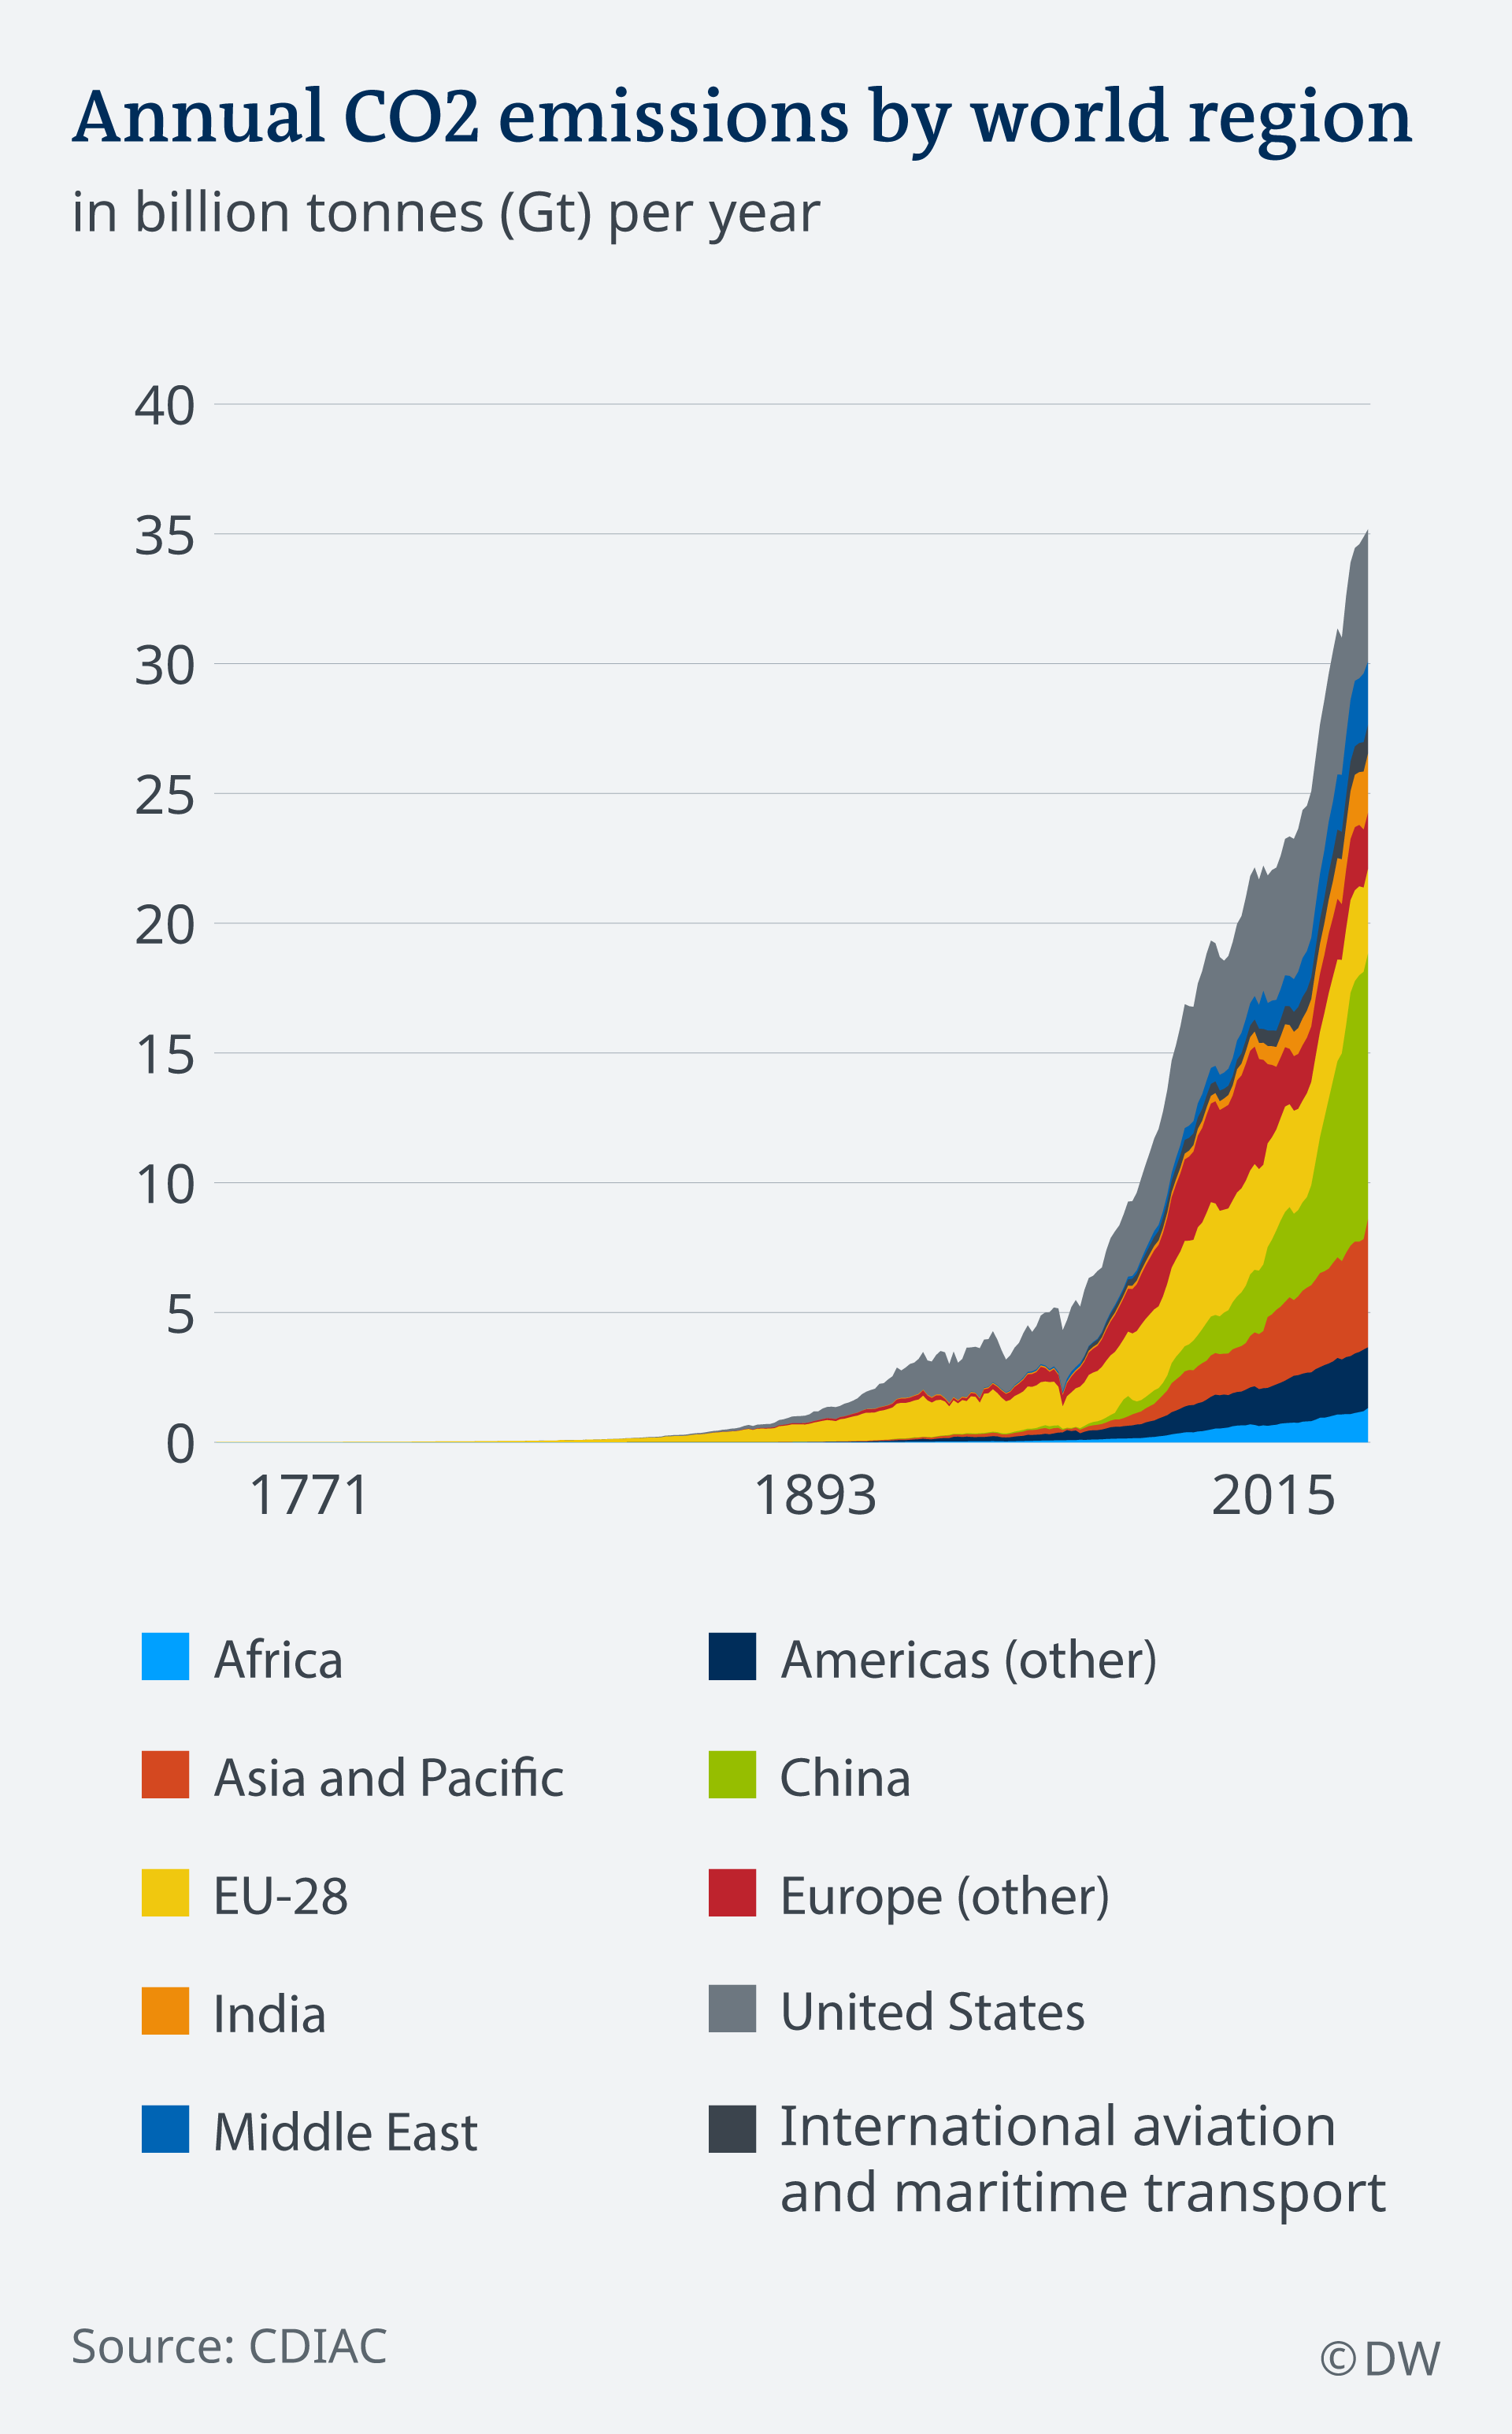 Annual CO2 emissions by world region
in billion tonnes (Gt) per year
40
35
30
25
20
15
10
5
0
1771 1893 2015
Africa
Americas (other)
Asia and Pacific
China
EU-28
Europe (other)
India
United States
Middle East
International aviation
and maritime transport
Source: CDIAC
© DW